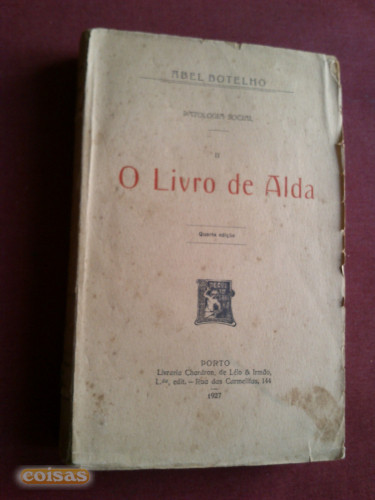 ABEL BOTELHO
PATOLOGIA SOCIAL
II
O Livro de Alda
Quarta edição
PORTO
Livraria Chardron, de Lélo & Irmão,
L.da, edit. — Rua das Carmelitas, 144
1927
coisas